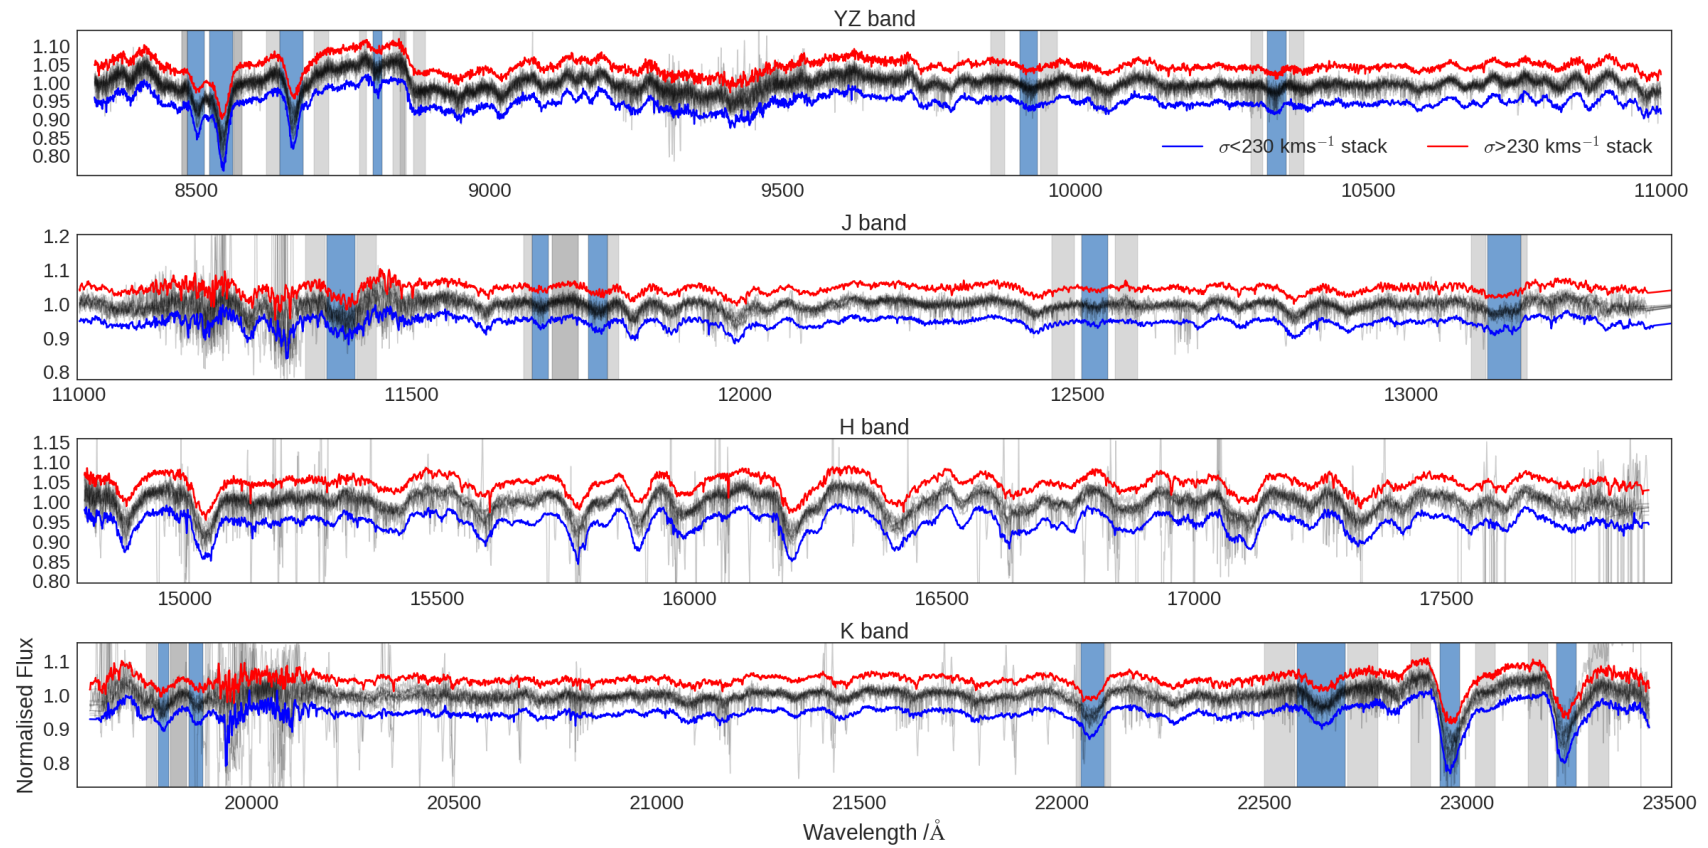 YZ band
1.10
1.05
1.00
0.95
0.90
0.85
0.80
σ<230 kms⁻¹ stack
σ>230 kms⁻¹ stack
8500 9000 9500 10000 10500 11000
J band
1.2
1.1
1.0
0.9
0.8
11000 11500 12000 12500 13000
H band
1.15
1.10
1.05
1.00
0.95
0.90
0.85
0.80
15000 15500 16000 16500 17000 17500
K band
Normalised Flux
1.1
1.0
0.9
0.8
20000 20500 21000 21500 22000 22500 23000 23500
Wavelength /Å